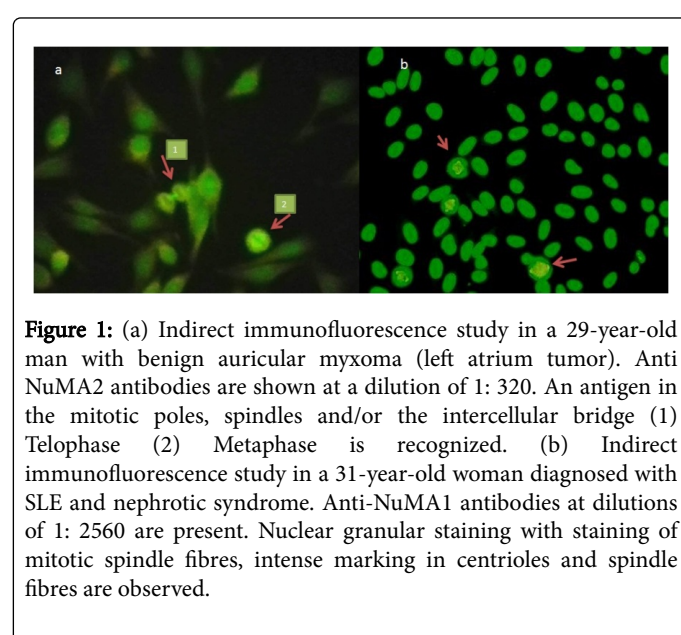 a
b
1
2
Figure 1: (a) Indirect immunofluorescence study in a 29-year-old
man with benign auricular myxoma (left atrium tumor). Anti
NuMA2 antibodies are shown at a dilution of 1: 320. An antigen in
the mitotic poles, spindles and/or the intercellular bridge (1)
Telophase (2) Metaphase is recognized. (b) Indirect
immunofluorescence study in a 31-year-old woman diagnosed with
SLE and nephrotic syndrome. Anti-NuMA1 antibodies at dilutions
of 1: 2560 are present. Nuclear granular staining with staining of
mitotic spindle fibres, intense marking in centrioles and spindle
fibres are observed.